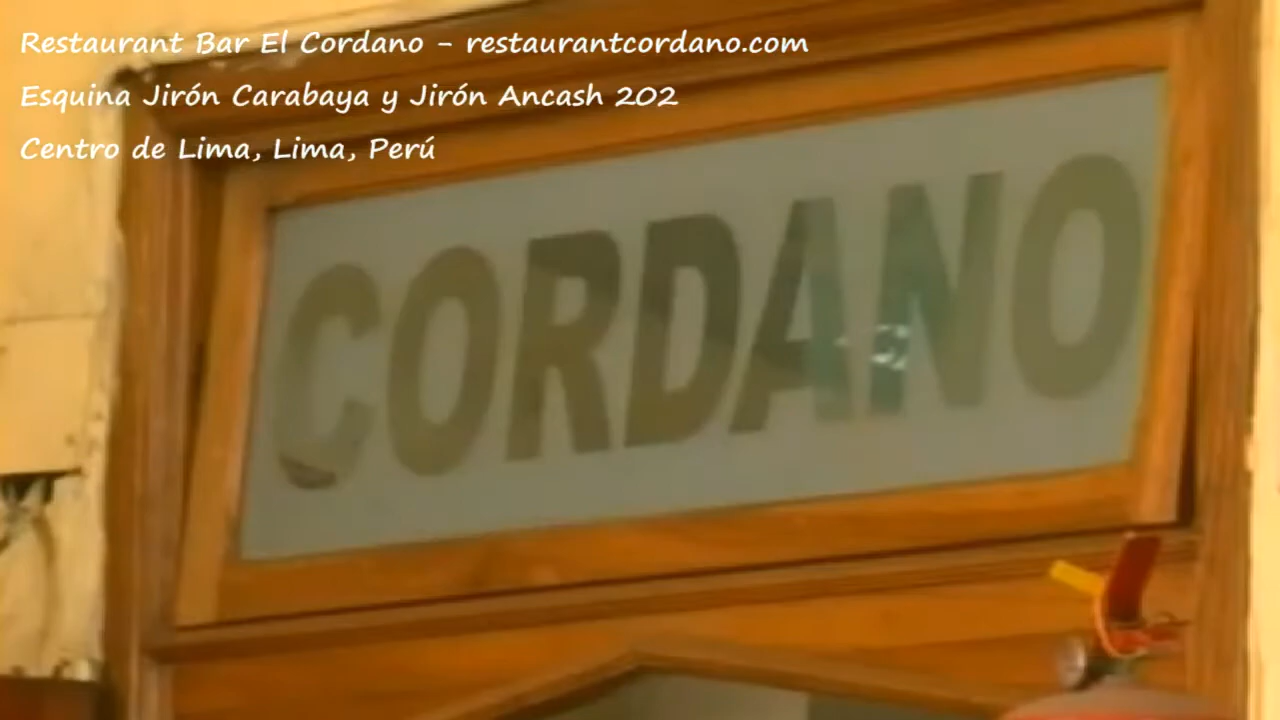 Restaurant Bar El Cordano - restaurantcordano.com
Esquina Jirón Carabaya y Jirón Ancash 202
Centro de Lima, Lima, Perú
CORDANO